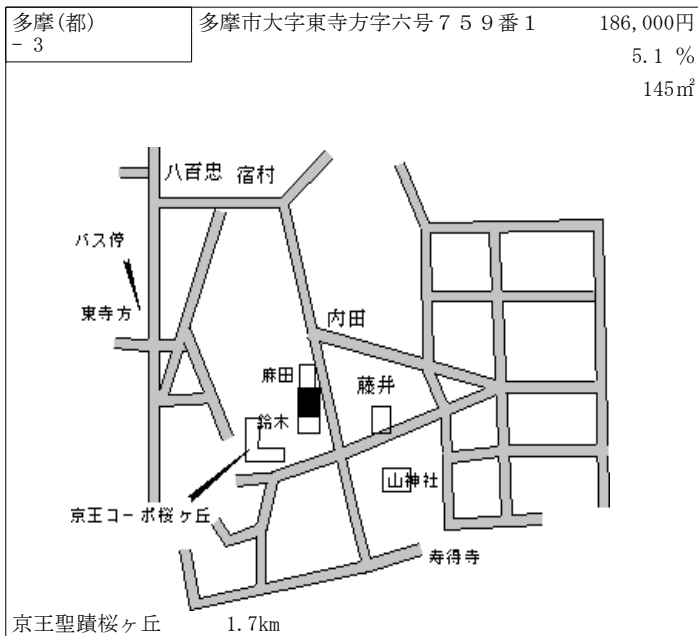 多摩(都)
- 3
多摩市大字東寺方字六号７５９番１
186,000円
5.1 %
145㎡
八百忠
宿村
バス停
東寺方
内田
麻田
藤井
鈴木
山神社
京王コーポ桜ヶ丘
寿得寺
京王聖蹟桜ヶ丘 1.7km